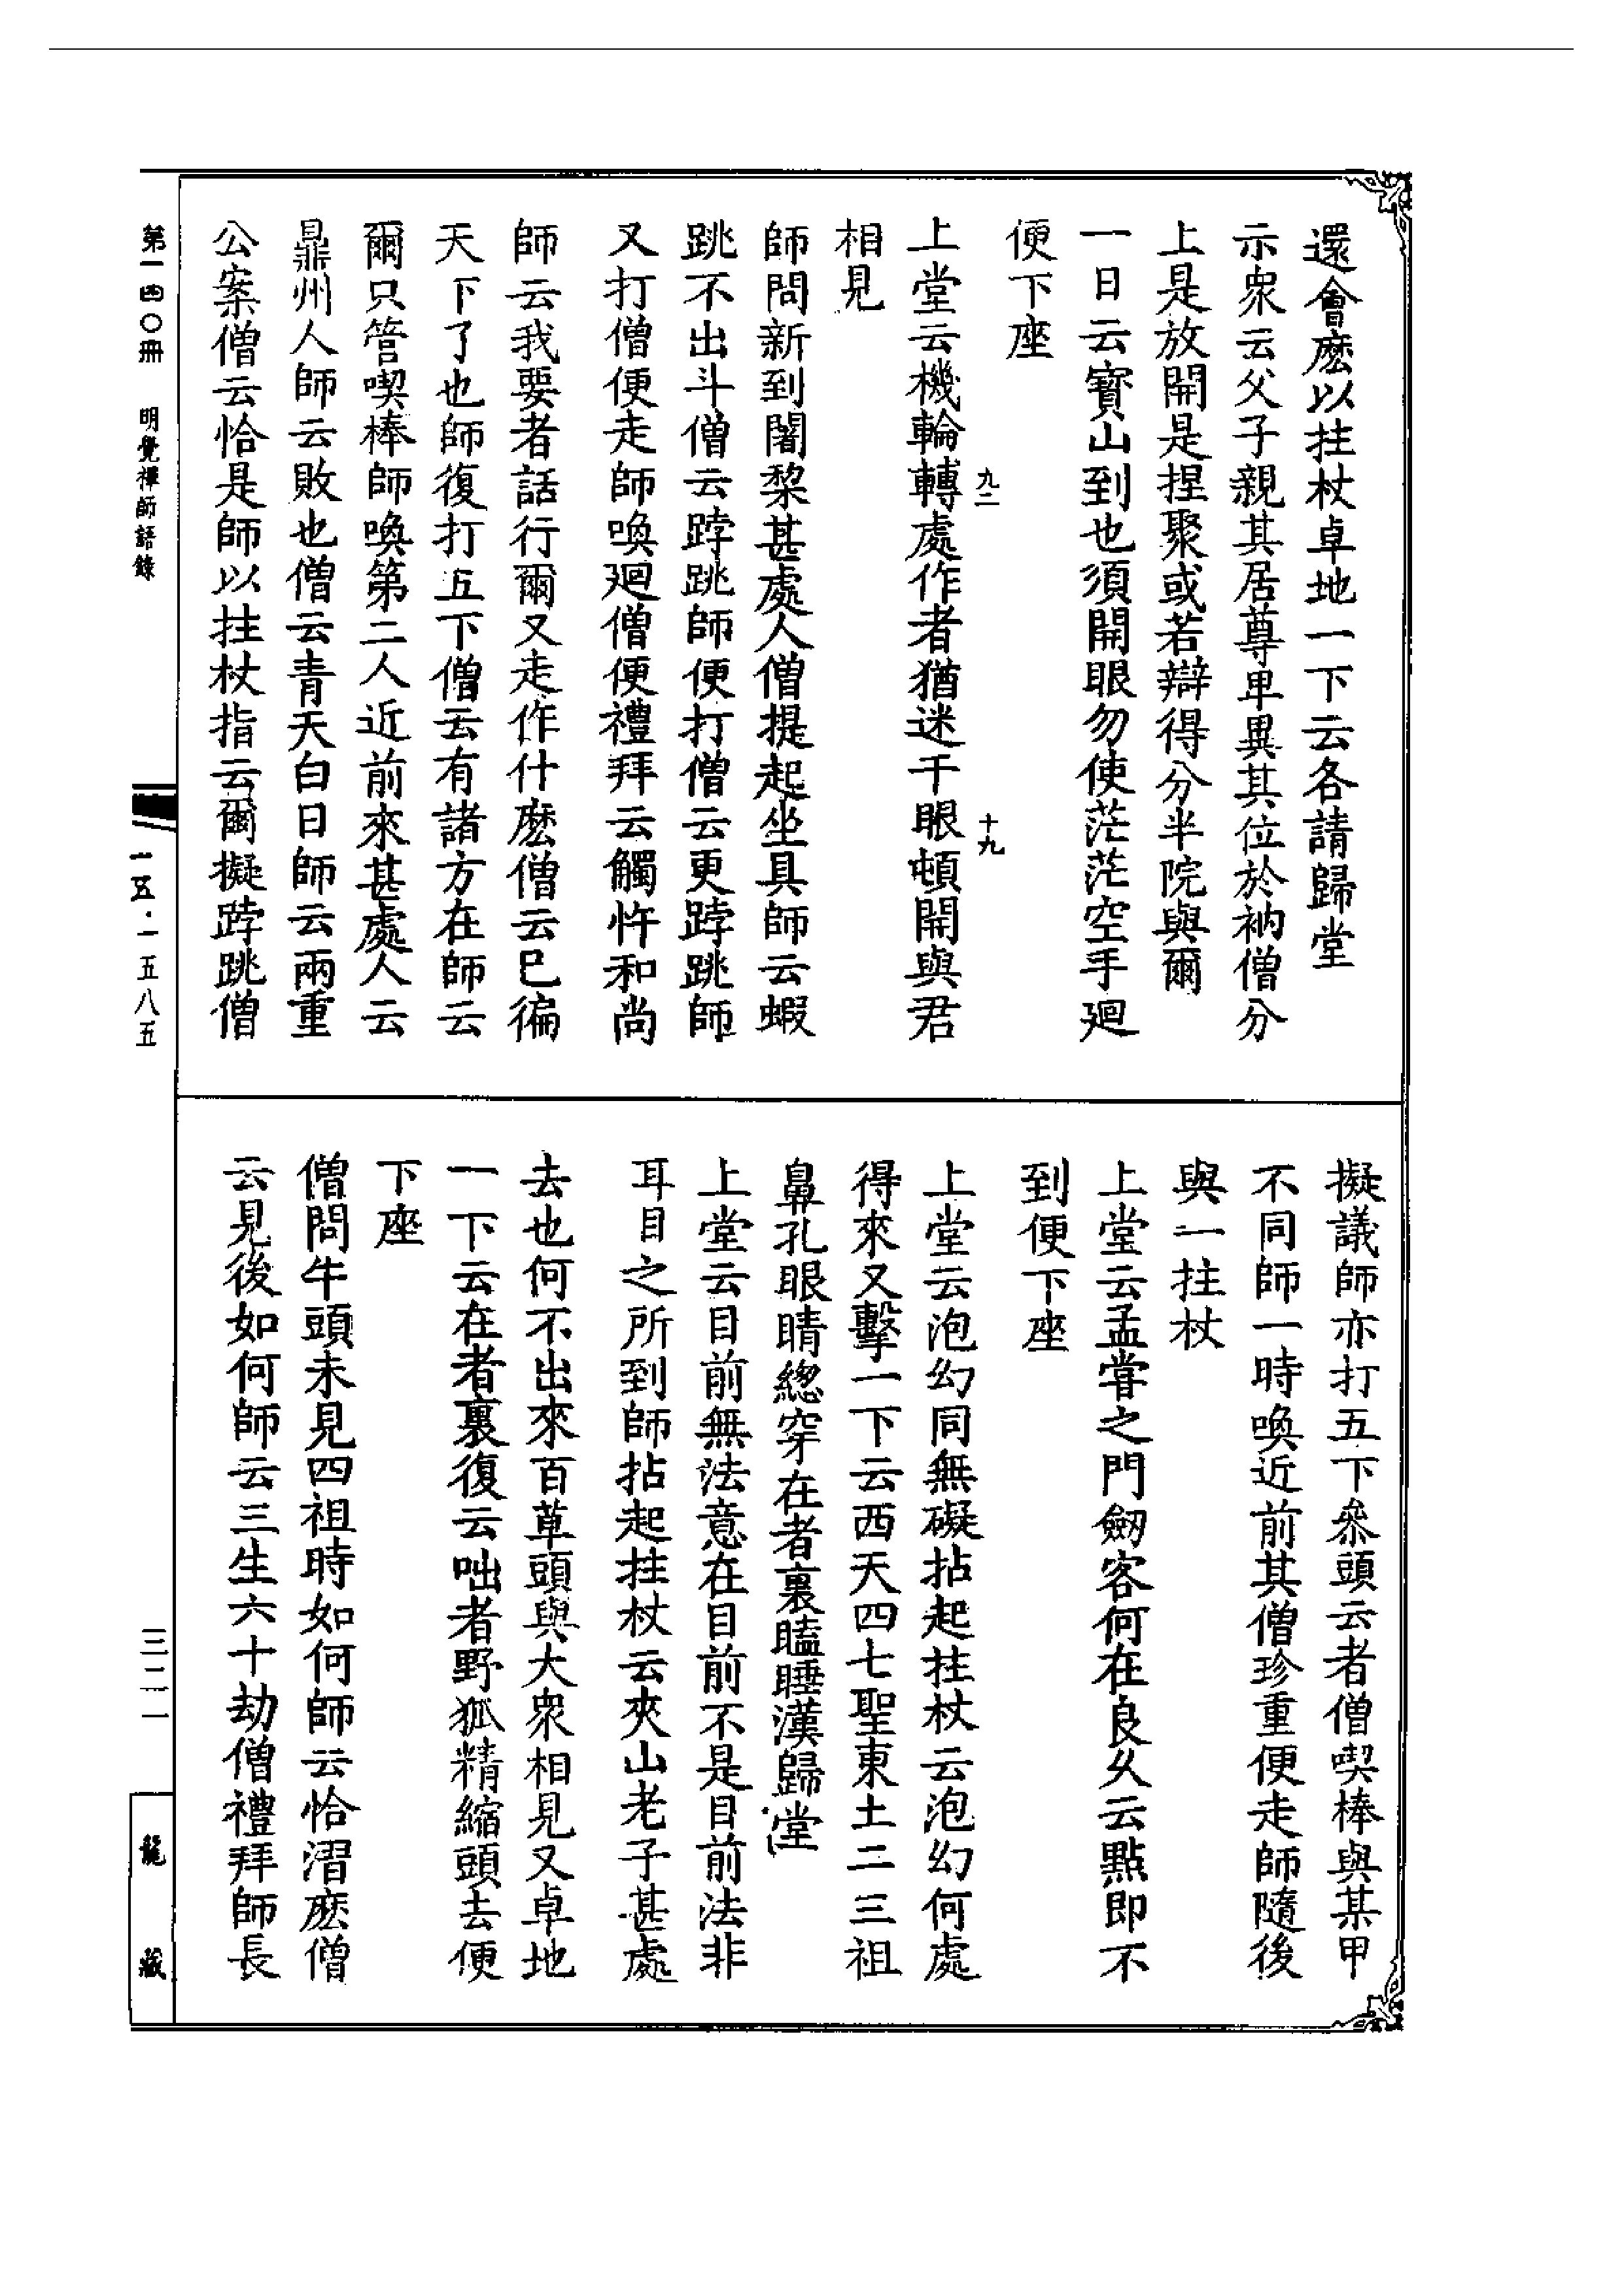 還會麽以拄杖卓地一下云各請歸堂
示眾云父子親其居尊卑異其位於衲僧分
上是放開是捏聚或若辯得分半院與爾
一日云寶山到也須開眼勿使茫茫空手迴
便下座
九二
十九
上堂云機輪轉處作者猶迷千眼頓開與君
相見
師問新到闍黎甚處人僧提起坐具師云蝦
跳不出斗僧云𨁝跳師便打僧云更𨁝跳師
又打僧便走師喚迴僧便禮拜云觸忤和尚
師云我要者話行爾又走作什麽僧云巳徧
天下了也師復打五下僧云有諸方在師云
爾只管喫棒師喚第二人近前來甚處人云
鼎州人師云敗也僧云青天白日師云兩重
公案僧云恰是師以拄杖指云爾擬𨁝跳僧
擬議師亦打五下叅頭云者僧喫棒與某甲
不同師一時喚近前其僧珍重便走師隨後
與一拄杖
上堂云孟嘗之門劒客何在良久云點即不
到便下座
上堂云泡幻同無礙拈起拄杖云泡幻何處
得來又擊一下云西天四七聖東土二三祖
鼻孔眼睛緫穿在者裏瞌睡漢歸堂
上堂云目前無法意在目前不是目前法非
耳目之所到師拈起拄杖云夾山老子甚處
去也何不出來百草頭與大眾相見又卓地
一下云在者裏復云咄者野狐精縮頭去便
下座
僧問牛頭未見四祖時如何師云恰漝麽僧
云見後如何師云三生六十劫僧禮拜師長
第一四〇冊 明覺禪師語錄
一五·一五八五
三二一
龍藏